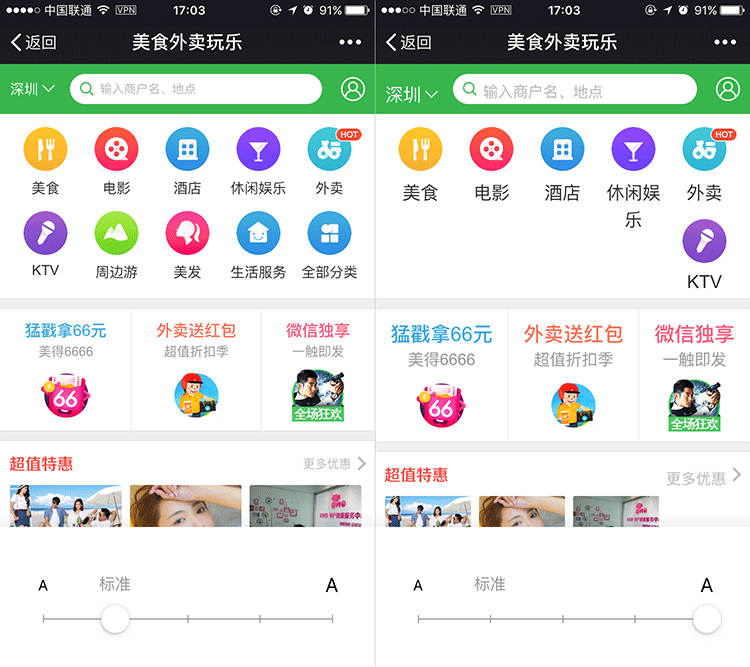 中国联通 VPN 17:03 91%
返回 美食外卖玩乐
深圳 输入商户名、地点
HOT
美食 电影 酒店 休闲娱乐 外卖
KTV 周边游 美发 生活服务 全部分类
猛戳拿66元 外卖送红包 微信独享
美得6666 超值折扣季 一触即发
66
全场狂欢
超值特惠 更多优惠
A 标准 A
中国联通 VPN 17:03 91%
返回 美食外卖玩乐
深圳 输入商户名、地点
HOT
美食 电影 酒店 休闲娱
乐 外卖
KTV
猛戳拿66元 外卖送红包 微信独享
美得6666 超值折扣季 一触即发
66
全场狂欢
超值特惠 更多优惠
A 标准 A